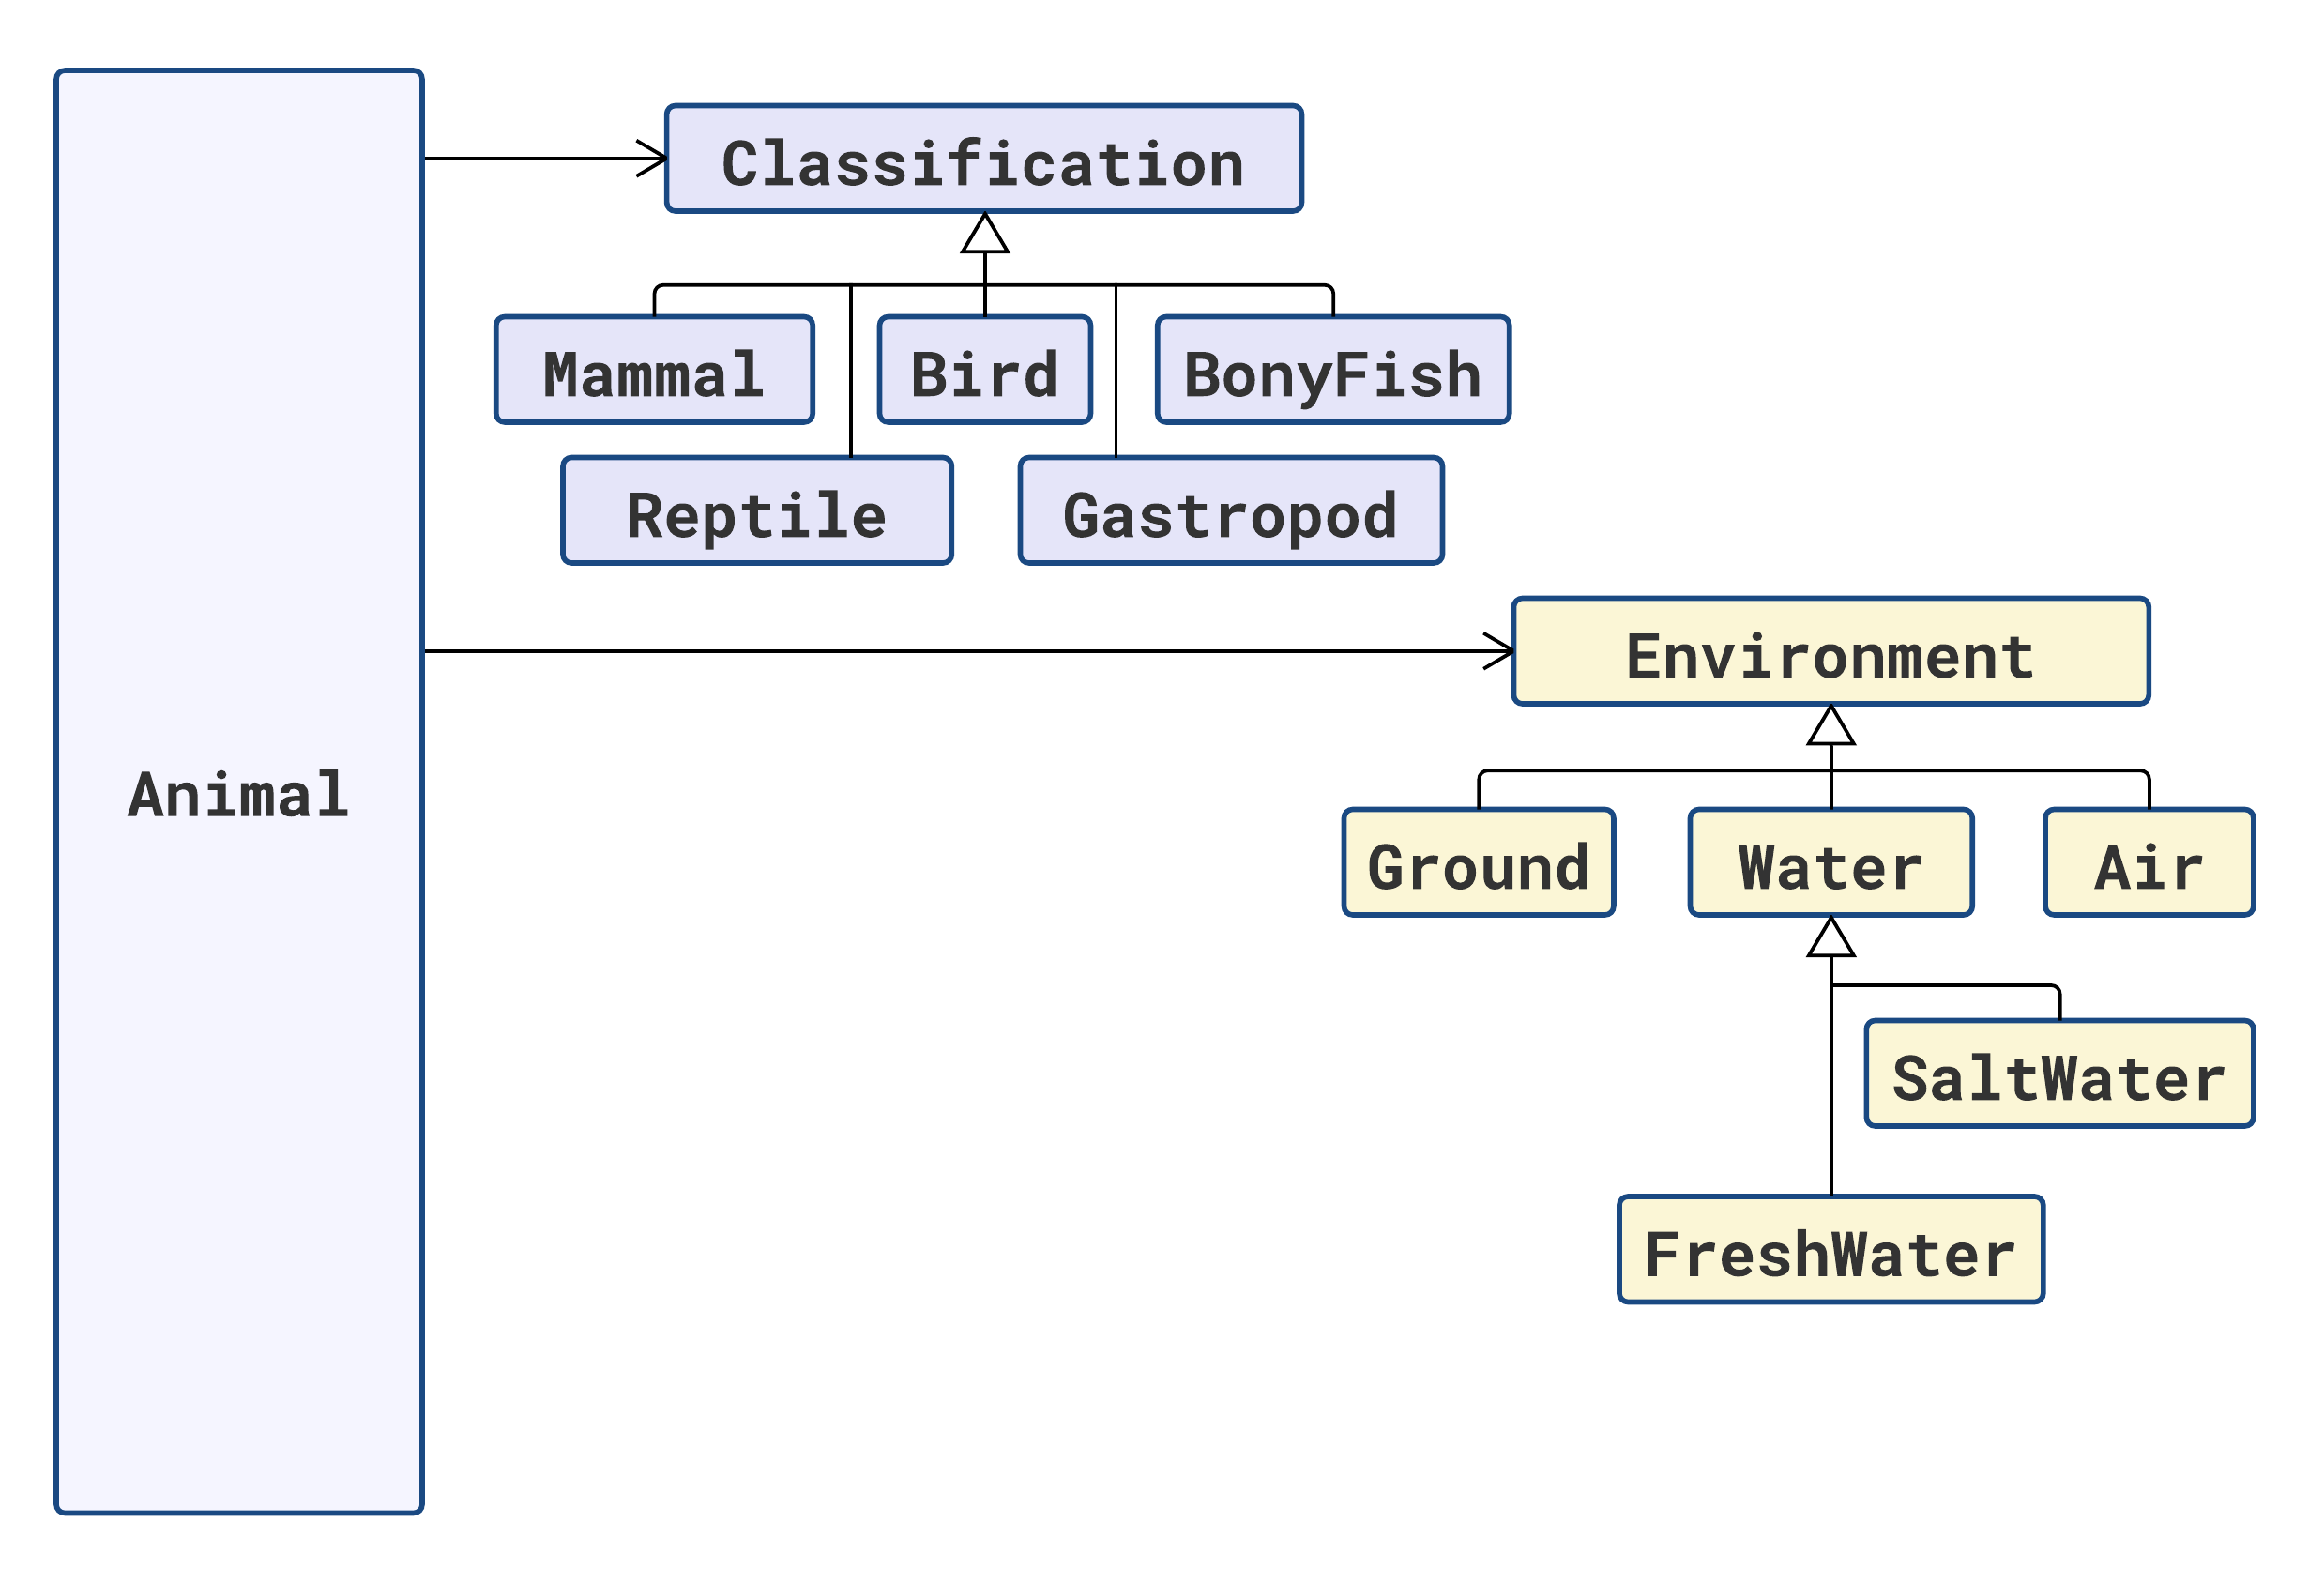 Animal
Classification
Mammal
Bird
BonyFish
Reptile
Gastropod
Environment
Ground
Water
Air
SaltWater
FreshWater